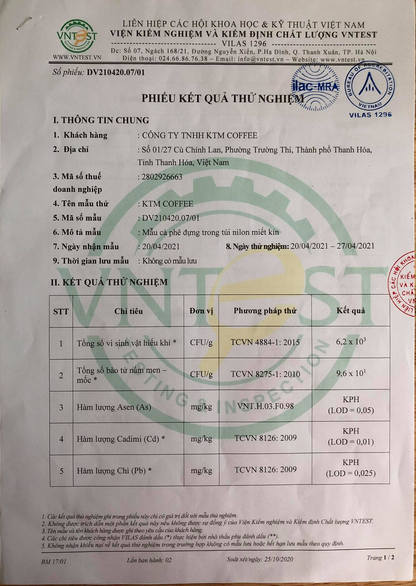 LIÊN HIỆP CÁC HỘI KHOA HỌC & KỸ THUẬT VIỆT NAM
VIỆN KIỂM NGHIỆM VÀ KIỂM ĐỊNH CHẤT LƯỢNG VNTEST
VNTEST
VILAS 1296
Đc: Số 07, Ngách 168/21, Đường Nguyễn Xiển, P.Hạ Đình, Q. Thanh Xuân, TP. Hà Nội
Điện thoại: 024.66.86.76.38 – Email: info@vntest.vn – Website: www.vntest.vn
Số phiếu: DV210420.07/01
ilac-MRA
BUREAU OF ACCREDITATION
VIETNAM
VILAS 1296
PHIẾU KẾT QUẢ THỬ NGHIỆM
I. THÔNG TIN CHUNG
1. Khách hàng : CÔNG TY TNHH KTM COFFEE
2. Địa chỉ : Số 01/27 Cù Chính Lan, Phường Trường Thi, Thành phố Thanh Hóa,
Tỉnh Thanh Hóa, Việt Nam
3. Mã số thuế : 2802926663
doanh nghiệp
4. Tên mẫu thử : KTM COFFEE
5. Mã số mẫu : DV210420.07/01
6. Mô tả mẫu : Mẫu cà phê đựng trong túi nilon miết kín
7. Ngày nhận mẫu : 20/04/2021 8. Ngày thử nghiệm: 20/04/2021 – 27/04/2021
9. Thời gian lưu mẫu : Không có mẫu lưu
VNTEST
TESTING & INSPECTION
II. KẾT QUẢ THỬ NGHIỆM
STT Chỉ tiêu Đơn vị Phương pháp thử Kết quả
1 Tổng số vi sinh vật hiếu khí * CFU/g TCVN 4884-1: 2015 6,2 x 10³
2 Tổng số bào tử nấm men – mốc * CFU/g TCVN 8275-1: 2010 9,6 x 10¹
3 Hàm lượng Asen (As) mg/kg VNT.H.03.F0.98 KPH (LOD = 0,05)
4 Hàm lượng Cadimi (Cd) * mg/kg TCVN 8126: 2009 KPH (LOD = 0,01)
5 Hàm lượng Chì (Pb) * mg/kg TCVN 8126: 2009 KPH (LOD = 0,025)
1. Các kết quả thử nghiệm ghi trong phiếu này chỉ có giá trị đối với mẫu thử nghiệm.
2. Không được trích dẫn một phần kết quả này nếu không được sự đồng ý của Viện Kiểm nghiệm và Kiểm định Chất lượng VNTEST.
3. Tên mẫu và tên khách hàng được ghi theo yêu cầu của khách hàng.
4. Các chỉ tiêu được công nhận VILAS đánh dấu (*) thực hiện bởi nhà thầu phụ đánh dấu (**).
5. Không nhận khiếu nại về kết quả thử nghiệm trong trường hợp không có mẫu lưu hoặc hết hạn lưu mẫu theo quy định.
BM 17/01 Lần ban hành: 02 Soát xét/ngày: 25/10/2020 Trang 1 / 2